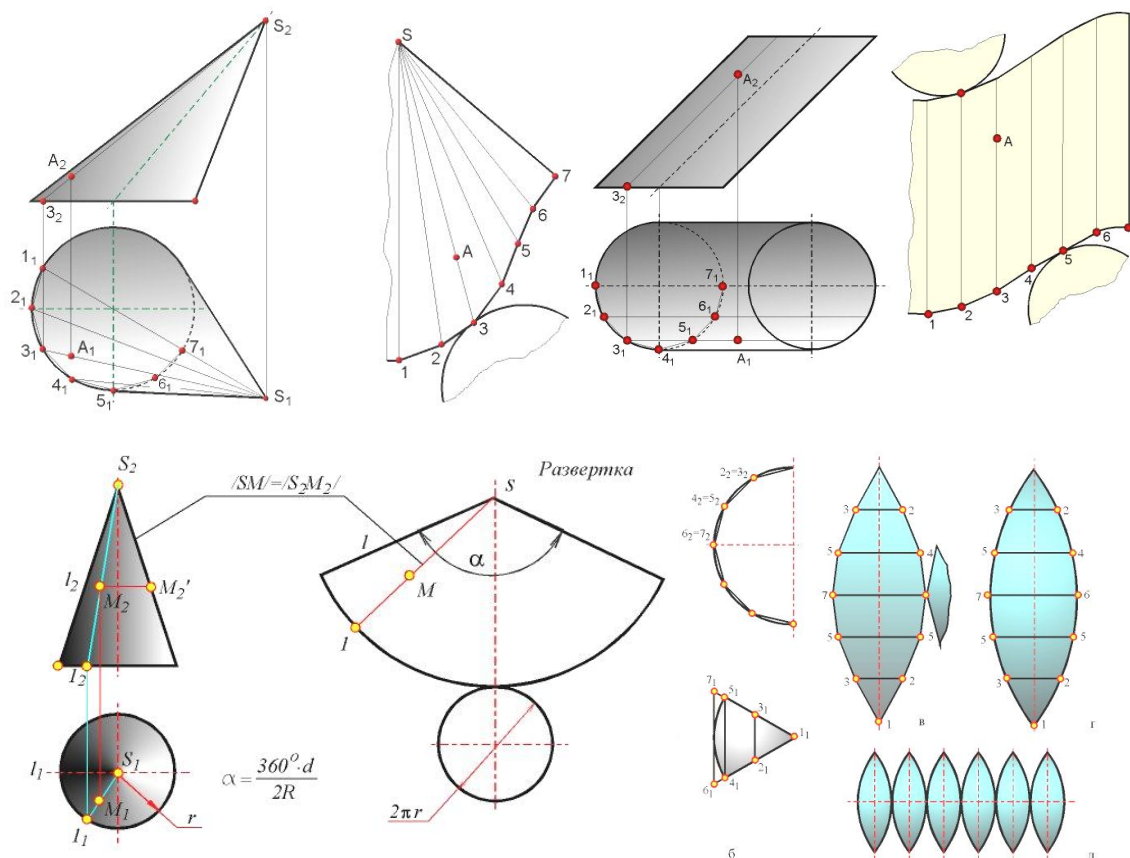 S₂
A₂
3₂
1₁
2₁
3₁
A₁
4₁
5₁
6₁
7₁
S₁
S
7
6
5
A
4
3
2
1
A₂
3₂
1₁
2₁
3₁
4₁
5₁
6₁
7₁
A₁
A
6
5
4
3
2
1
S₂
/SM/=/S₂M₂/
l₂
M₂
M₂'
1₂
l₁
S₁
M₁
1₁
r
α=360°·d/2R
Развертка
S
l
α
M
1
2πr
2₂=3₂
4₂=5₂
6₂=7₂
7₁
5₁
3₁
1₁
2₁
4₁
6₁
б
3 2
5 4
7
5 5
3 2
1
в
3 2
5 4
7 6
5 5
3 2
1
г
д